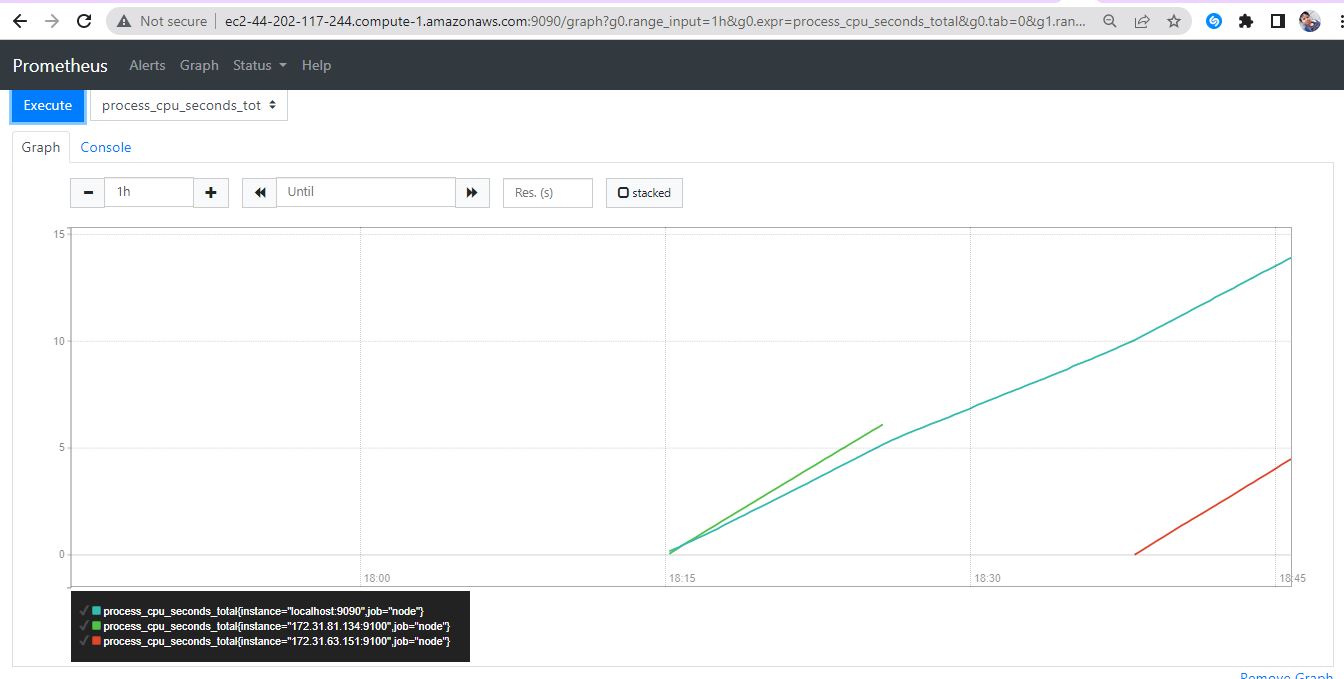 Not secure ec2-44-202-117-244.compute-1.amazonaws.com:9090/graph?g0.range_input=1h&g0.expr=process_cpu_seconds_total&g0.tab=0&g1.ran...
Prometheus Alerts Graph Status Help
Execute process_cpu_seconds_tot
Graph Console
1h Until Res. (s) stacked
15
10
5
0
18:00 18:15 18:30 18:45
process_cpu_seconds_total{instance="localhost:9090",job="node"}
process_cpu_seconds_total{instance="172.31.81.134:9100",job="node"}
process_cpu_seconds_total{instance="172.31.63.151:9100",job="node"}
Remove Graph